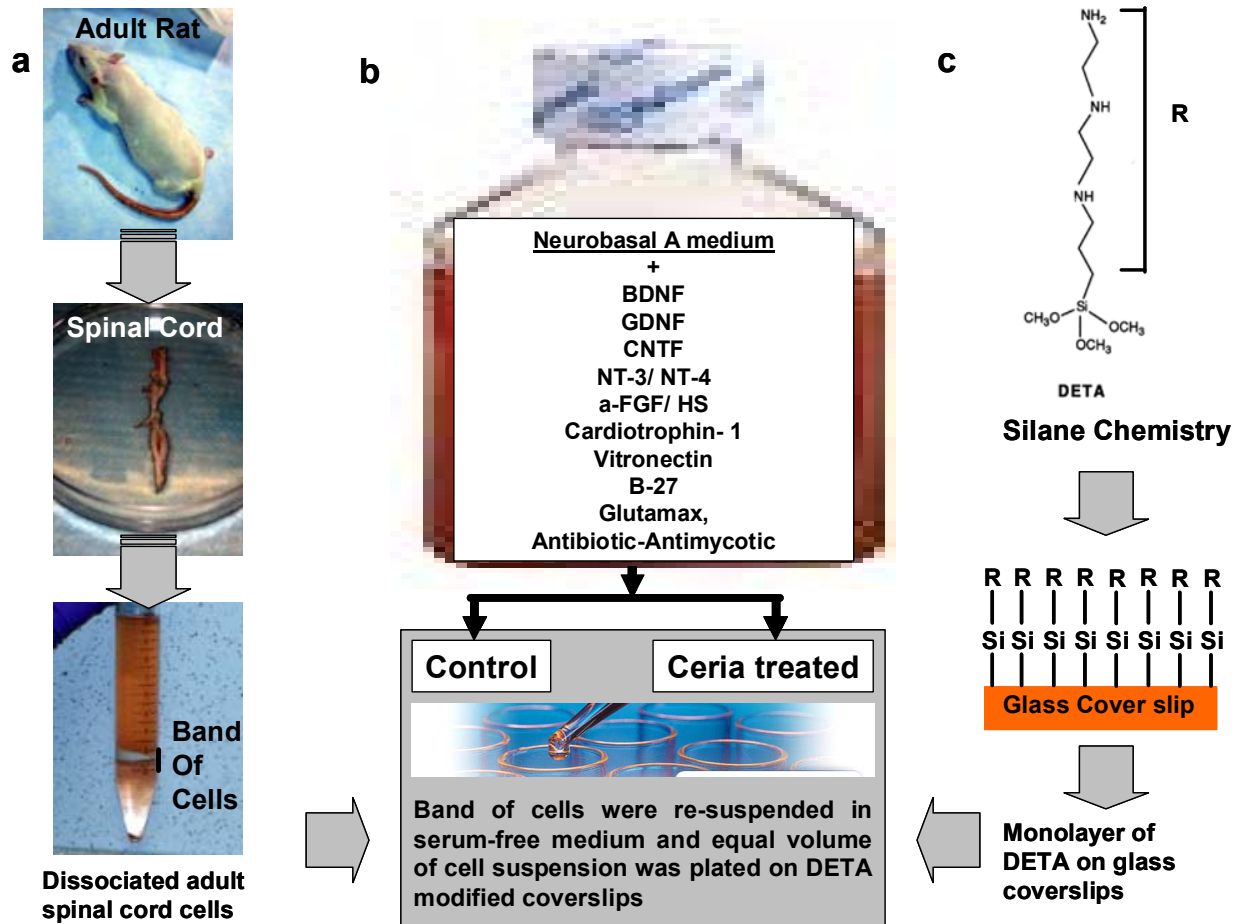 a
Adult Rat
Spinal Cord
Band
Of
Cells
Dissociated adult
spinal cord cells
b
Neurobasal A medium
+
BDNF
GDNF
CNTF
NT-3/ NT-4
a-FGF/ HS
Cardiotrophin- 1
Vitronectin
B-27
Glutamax,
Antibiotic-Antimycotic
Control
Ceria treated
Band of cells were re-suspended in
serum-free medium and equal volume
of cell suspension was plated on DETA
modified coverslips
c
NH₂
NH
R
NH
Si
CH₃O
OCH₃
OCH₃
DETA
Silane Chemistry
R R R R R R R R
Si Si Si Si Si Si Si Si
Glass Cover slip
Monolayer of
DETA on glass
coverslips